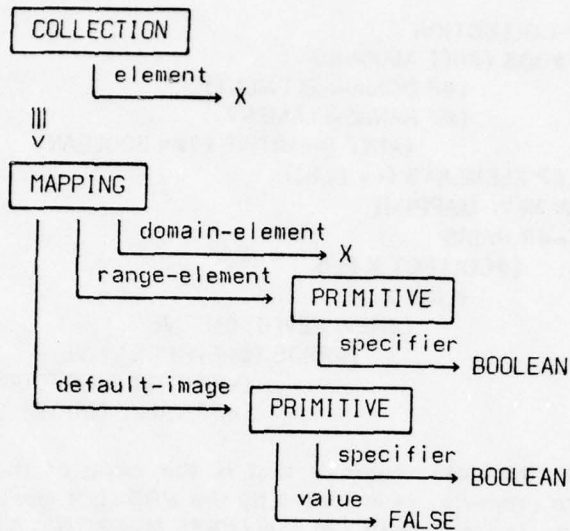 COLLECTION
element
X
MAPPING
domain-element
X
range-element
PRIMITIVE
specifier
BOOLEAN
default-image
PRIMITIVE
specifier
BOOLEAN
value
FALSE